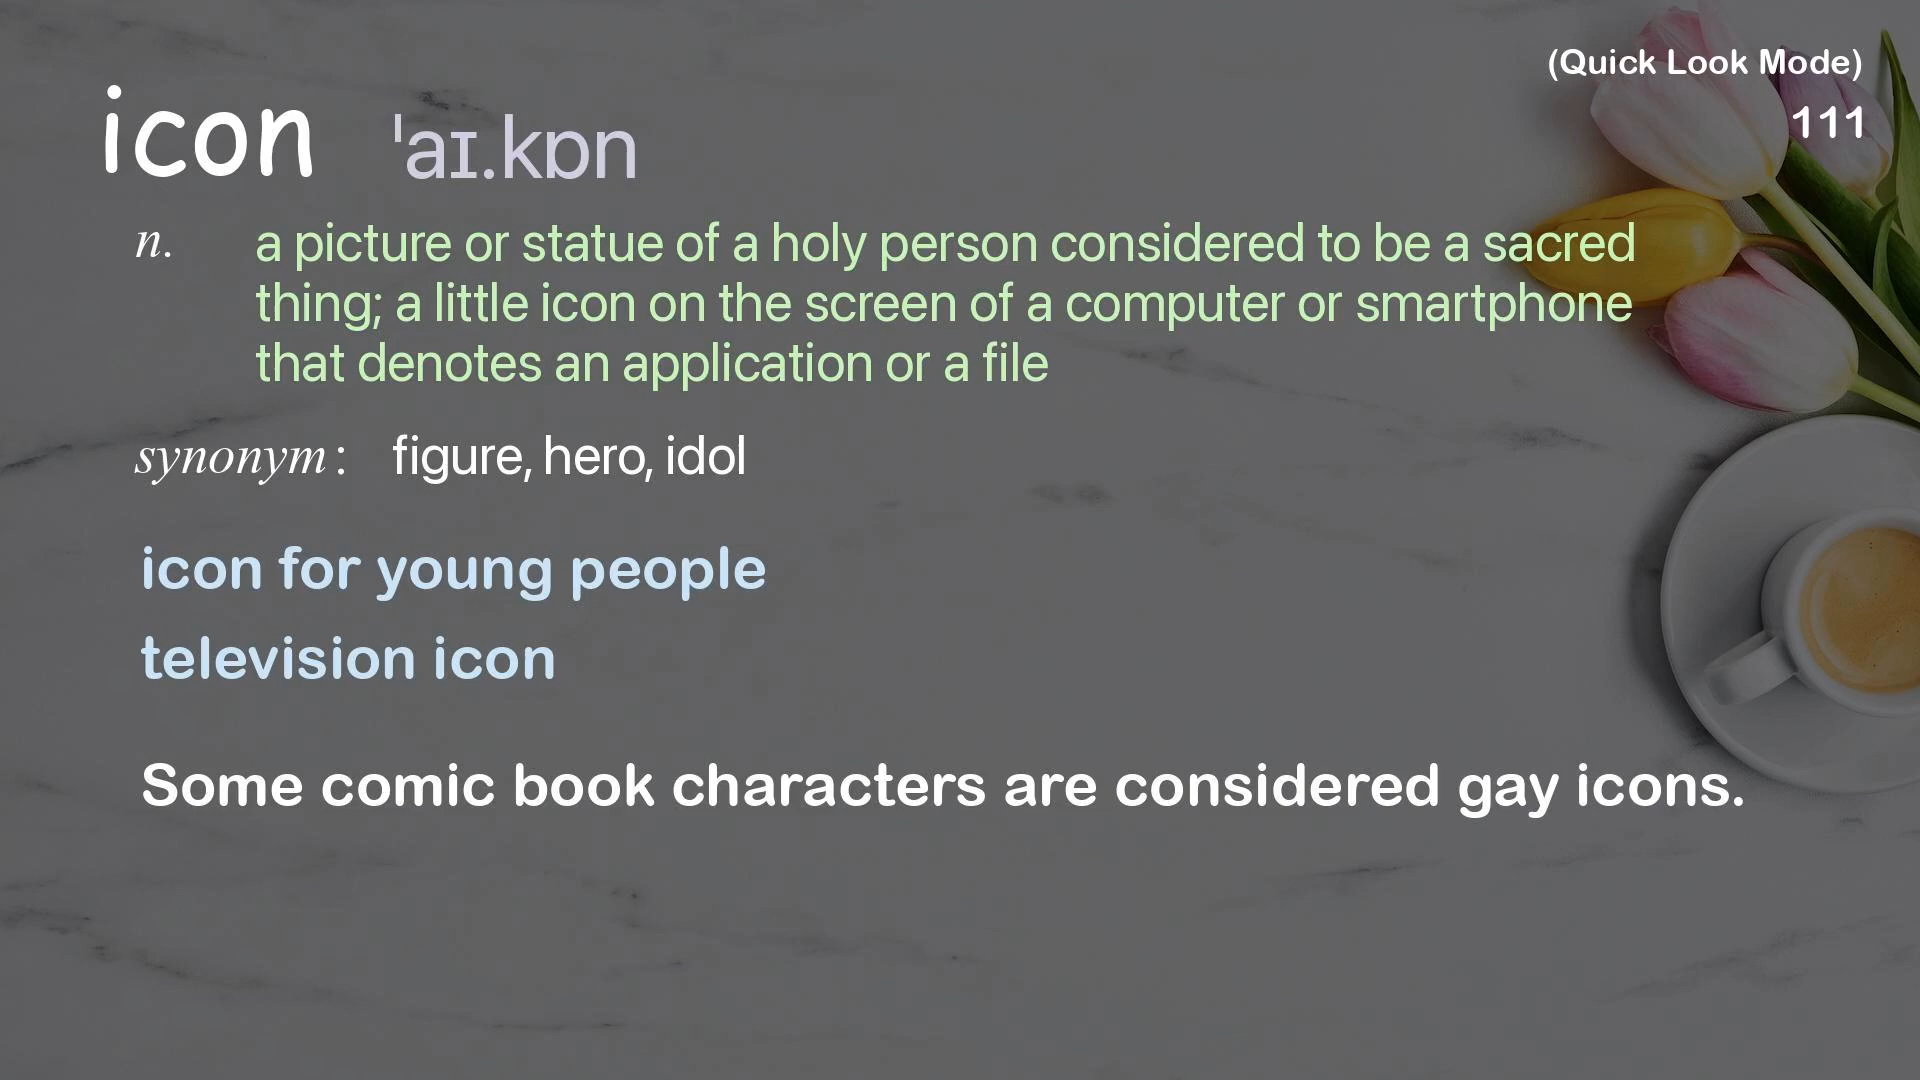 (Quick Look Mode)
111
icon ˈaɪ.kɒn
n. a picture or statue of a holy person considered to be a sacred
thing; a little icon on the screen of a computer or smartphone
that denotes an application or a file
synonym: figure, hero, idol
icon for young people
television icon
Some comic book characters are considered gay icons.